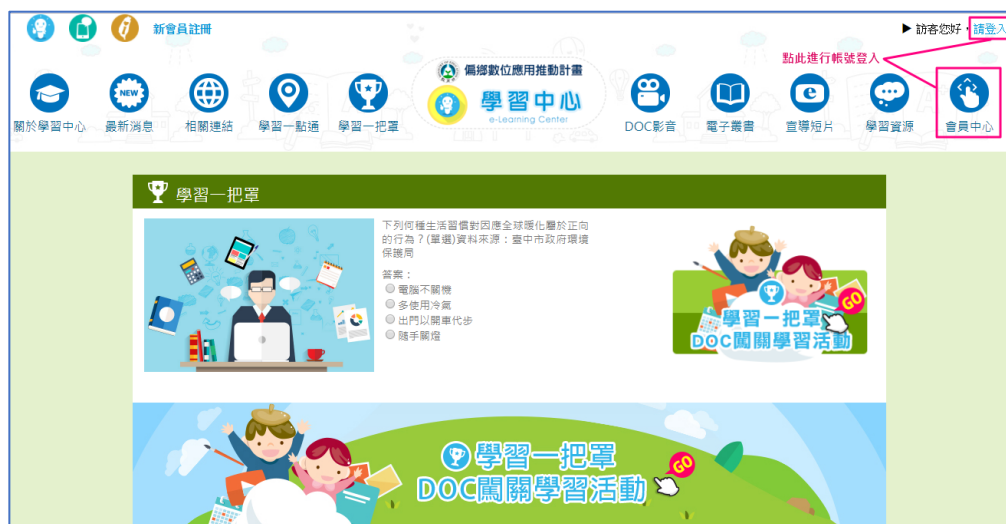 新會員註冊
▶ 訪客您好，請登入
點此進行帳號登入
偏鄉數位應用推動計畫
學習中心
e-Learning Center
NEW
關於學習中心 最新消息 相關連結 學習一點通 學習一把罩 DOC影音 電子叢書 宣導短片 學習資源 會員中心
學習一把罩
下列何種生活習慣對因應全球暖化屬於正向
的行為？(單選)資料來源：臺中市政府環境
保護局
答案：
電腦不關機
多使用冷氣
出門以開車代步
隨手關燈
學習一把罩
GO
DOC闖關學習活動
學習一把罩
GO
DOC闖關學習活動